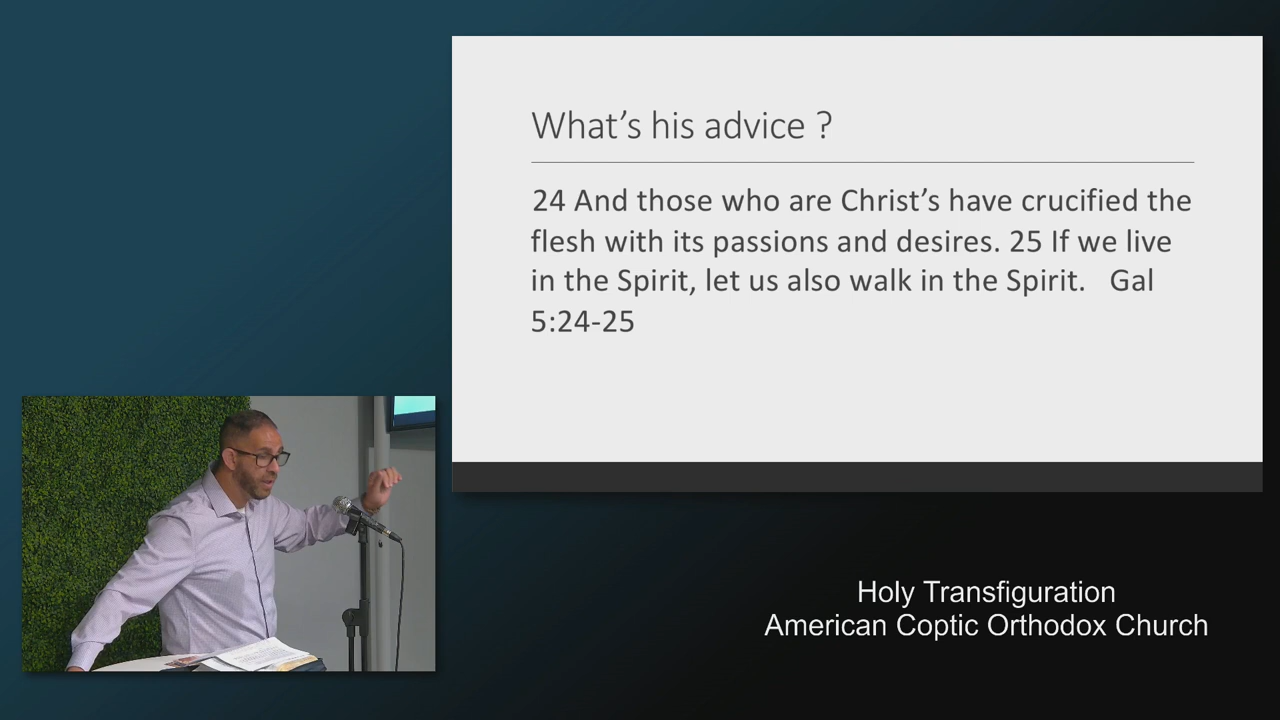 What’s his advice ?
24 And those who are Christ’s have crucified the
flesh with its passions and desires. 25 If we live
in the Spirit, let us also walk in the Spirit.   Gal
5:24-25
Holy Transfiguration
American Coptic Orthodox Church